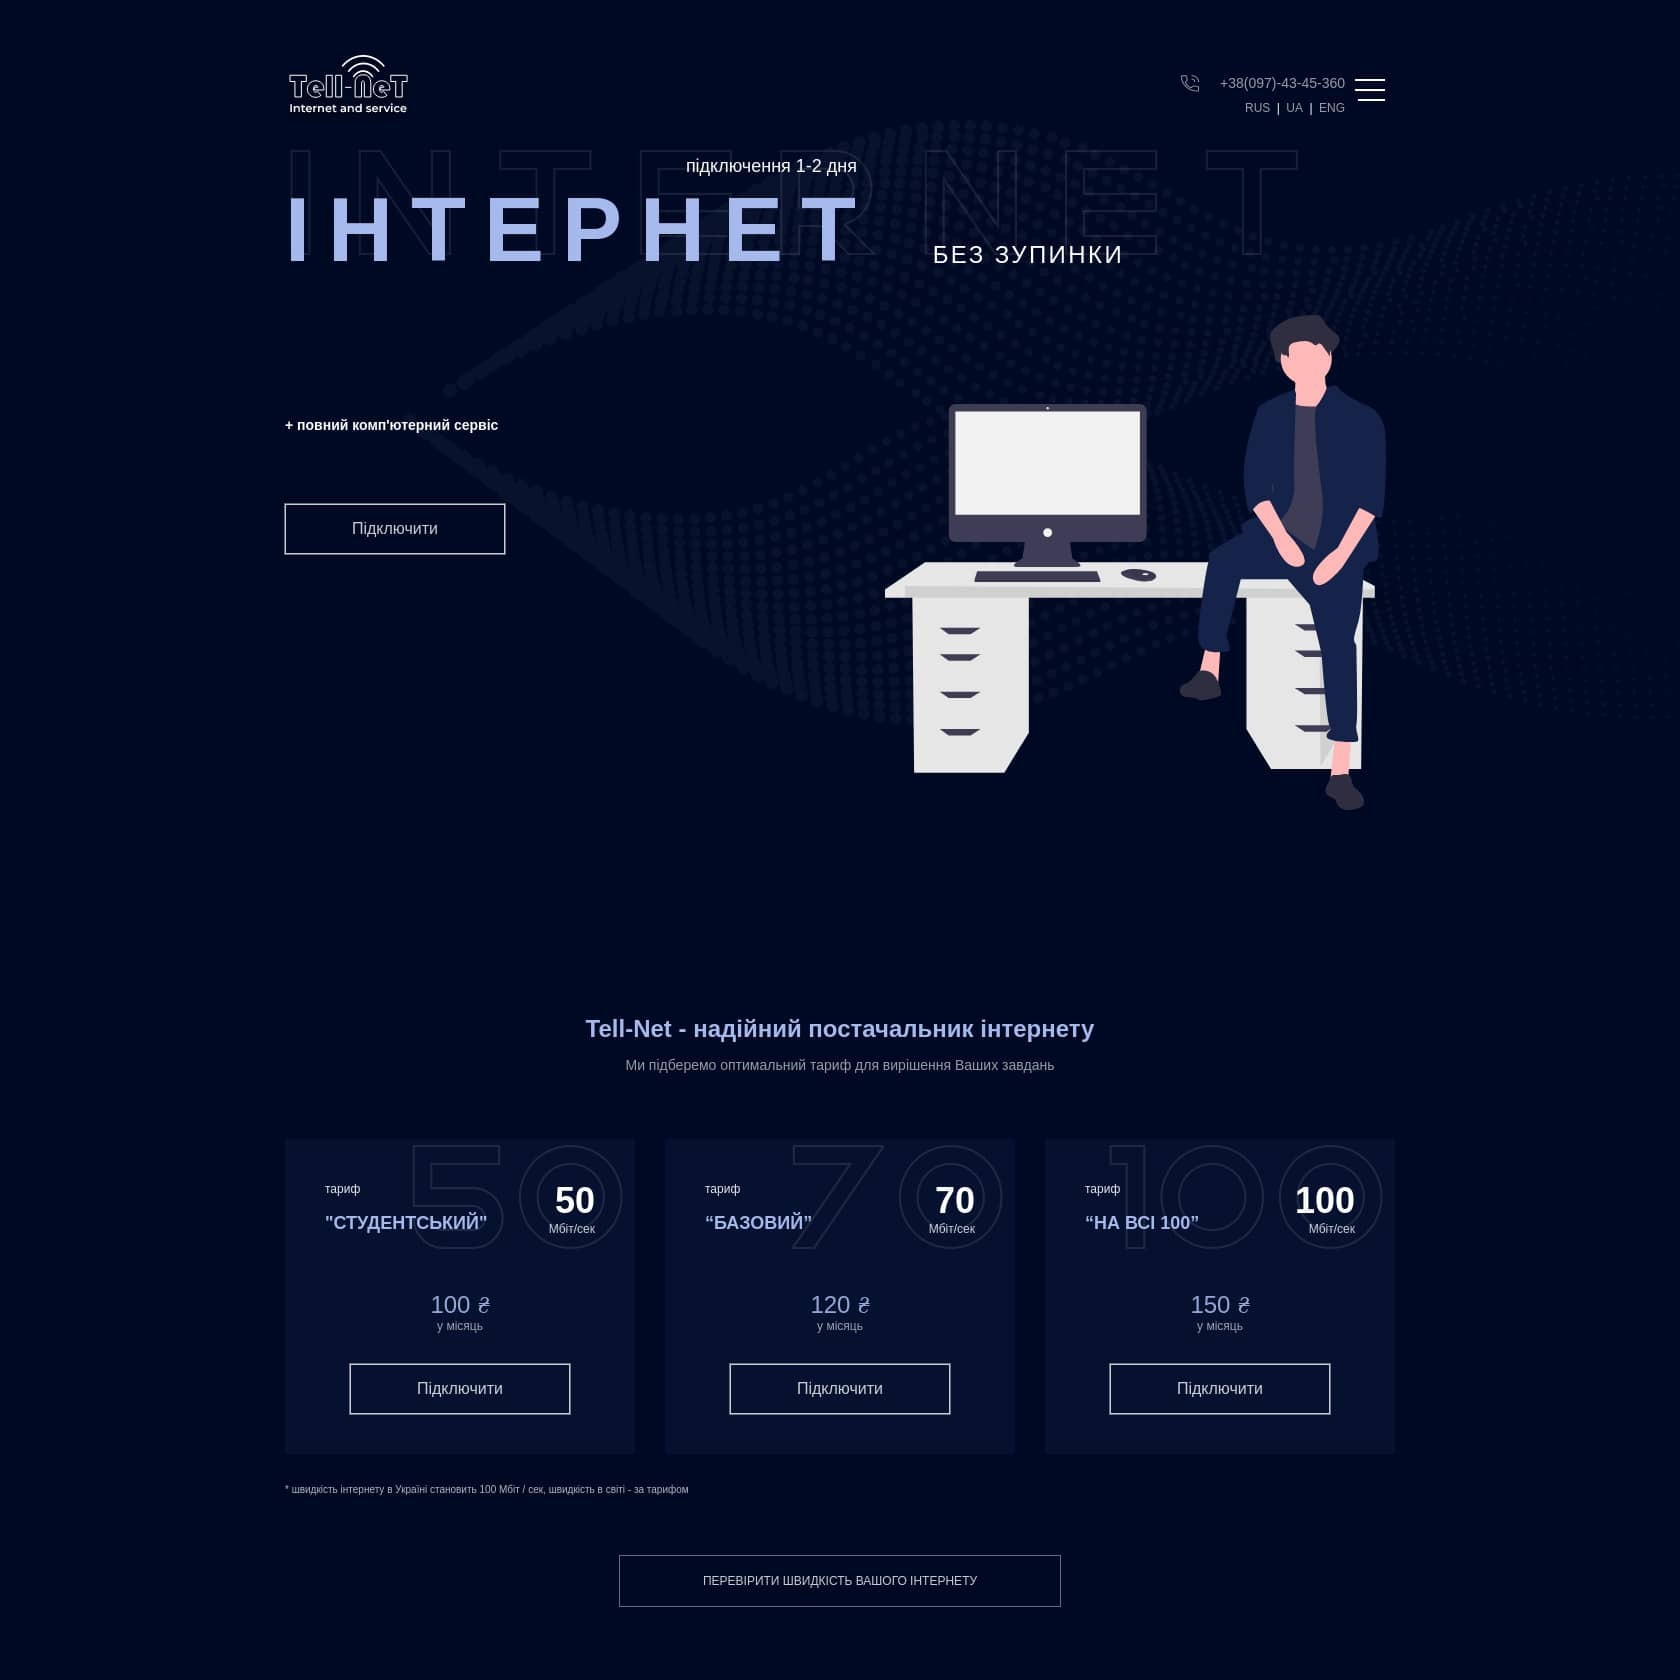 Tell-NeT
Internet and service
+38(097)-43-45-360
RUS | UA | ENG
INTERNET
підключення 1-2 дня
ІНТЕРНЕТ
БЕЗ ЗУПИНКИ
+ повний комп'ютерний сервіс
Підключити
Tell-Net - надійний постачальник інтернету
Ми підберемо оптимальний тариф для вирішення Ваших завдань
50
тариф
50
"СТУДЕНТСЬКИЙ"
Мбіт/сек
100 ₴
у місяць
Підключити
70
тариф
70
“БАЗОВИЙ”
Мбіт/сек
120 ₴
у місяць
Підключити
100
тариф
100
“НА ВСІ 100”
Мбіт/сек
150 ₴
у місяць
Підключити
* швидкість інтернету в Україні становить 100 Мбіт / сек, швидкість в світі - за тарифом
ПЕРЕВІРИТИ ШВИДКІСТЬ ВАШОГО ІНТЕРНЕТУ